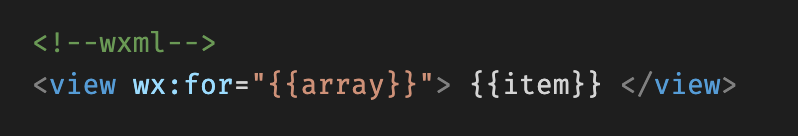 <!--wxml-->
<view wx:for="{{array}}"> {{item}} </view>